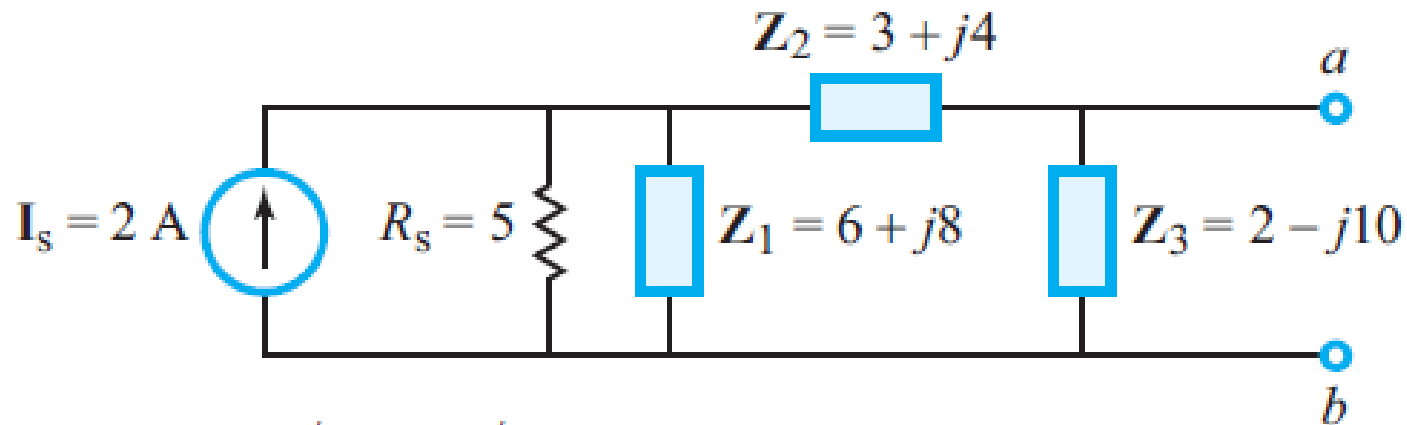 Z₂ = 3 + j4
a
Iₛ = 2 A
Rₛ = 5
Z₁ = 6 + j8
Z₃ = 2 – j10
b